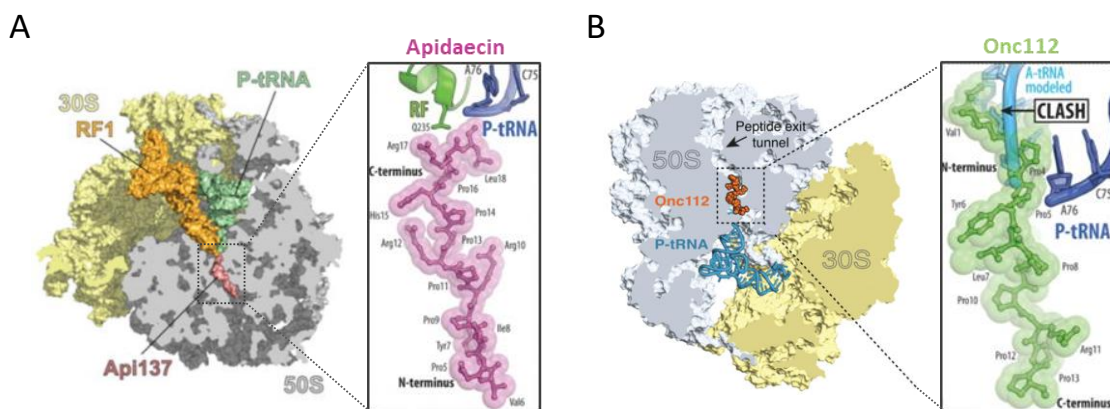 A
30S
RF1
P-tRNA
Api137
50S
Apidaecin
A76
C75
RF
Q235
P-tRNA
Arg17
C-terminus
Leu18
Pro16
His15
Pro14
Arg12
Pro13
Arg10
Pro11
Pro9
Ile8
Tyr7
Pro5
N-terminus
Val6
B
Peptide exit
tunnel
50S
Onc112
P-tRNA
30S
Onc112
A-tRNA
modeled
CLASH
Val1
N-terminus
Pro4
Tyr6
Pro5
A76
P-tRNA
Leu7
Pro8
Pro10
Arg11
Pro12
Pro13
C-terminus